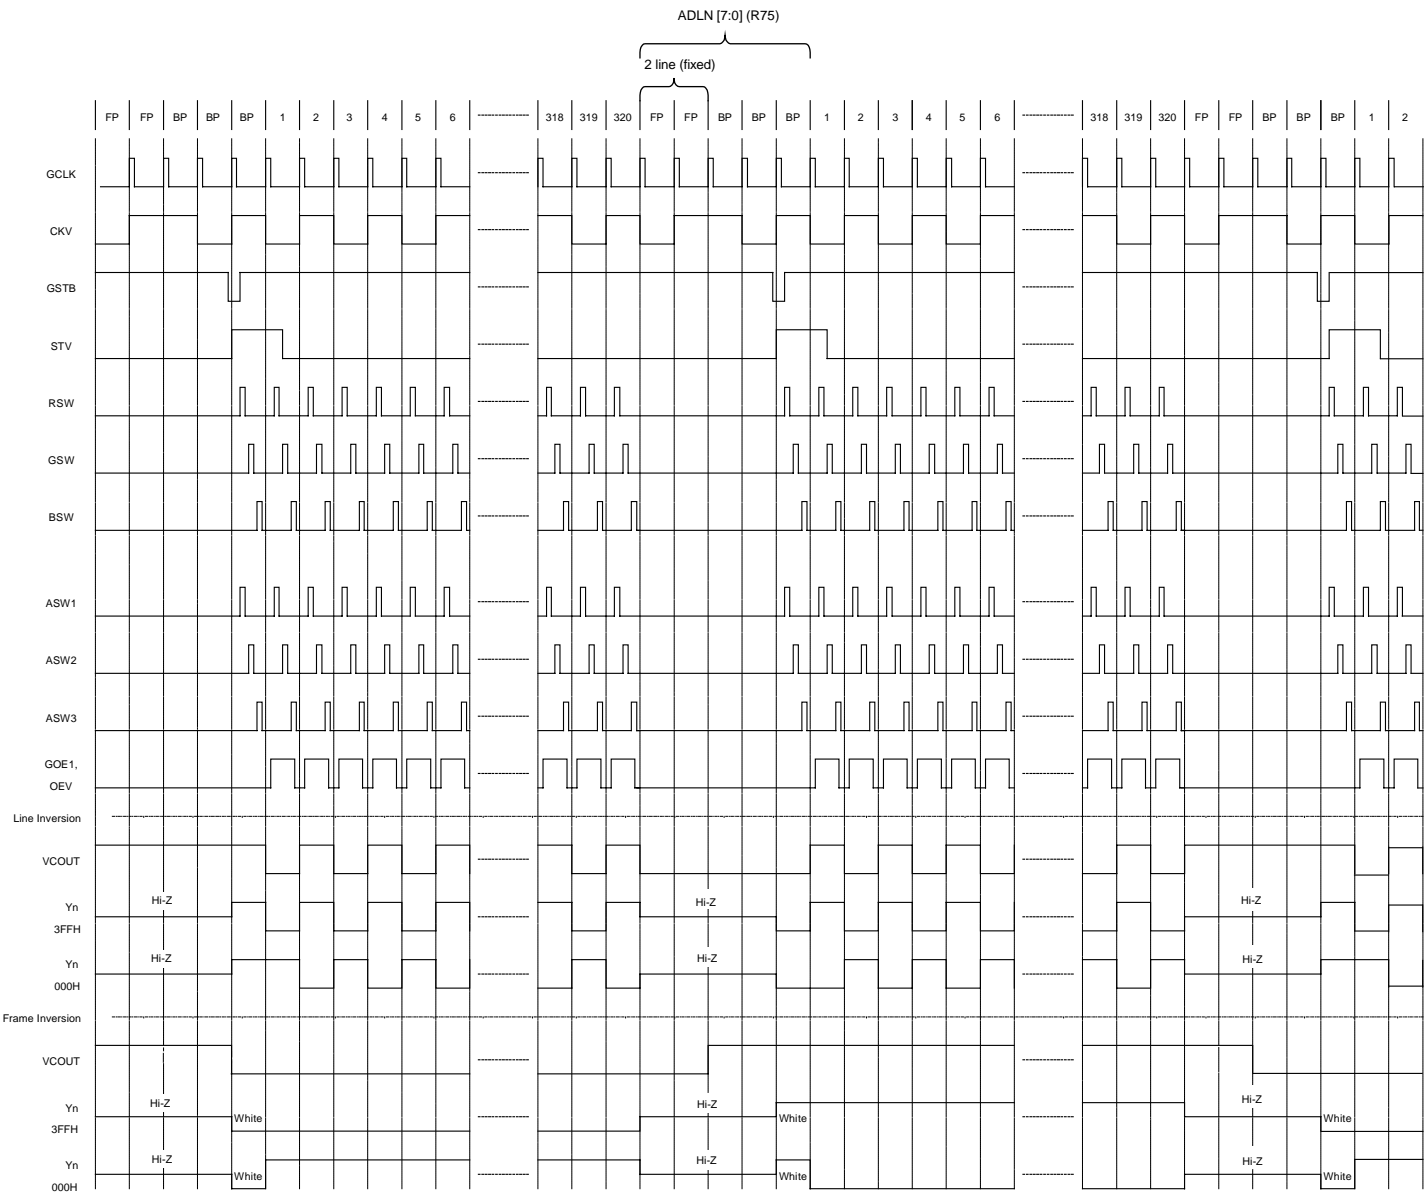 ADLN [7:0] (R75)
2 line (fixed)
FP FP BP BP BP 1 2 3 4 5 6 318 319 320 FP FP BP BP BP 1 2 3 4 5 6 318 319 320 FP FP BP BP BP 1 2
GCLK
CKV
GSTB
STV
RSW
GSW
BSW
ASW1
ASW2
ASW3
GOE1,
OEV
Line Inversion
VCOUT
Yn Hi-Z Hi-Z Hi-Z
3FFH
Yn Hi-Z Hi-Z Hi-Z
000H
Frame Inversion
VCOUT
Yn Hi-Z Hi-Z Hi-Z
White White White
3FFH
Yn Hi-Z Hi-Z Hi-Z
White White White
000H